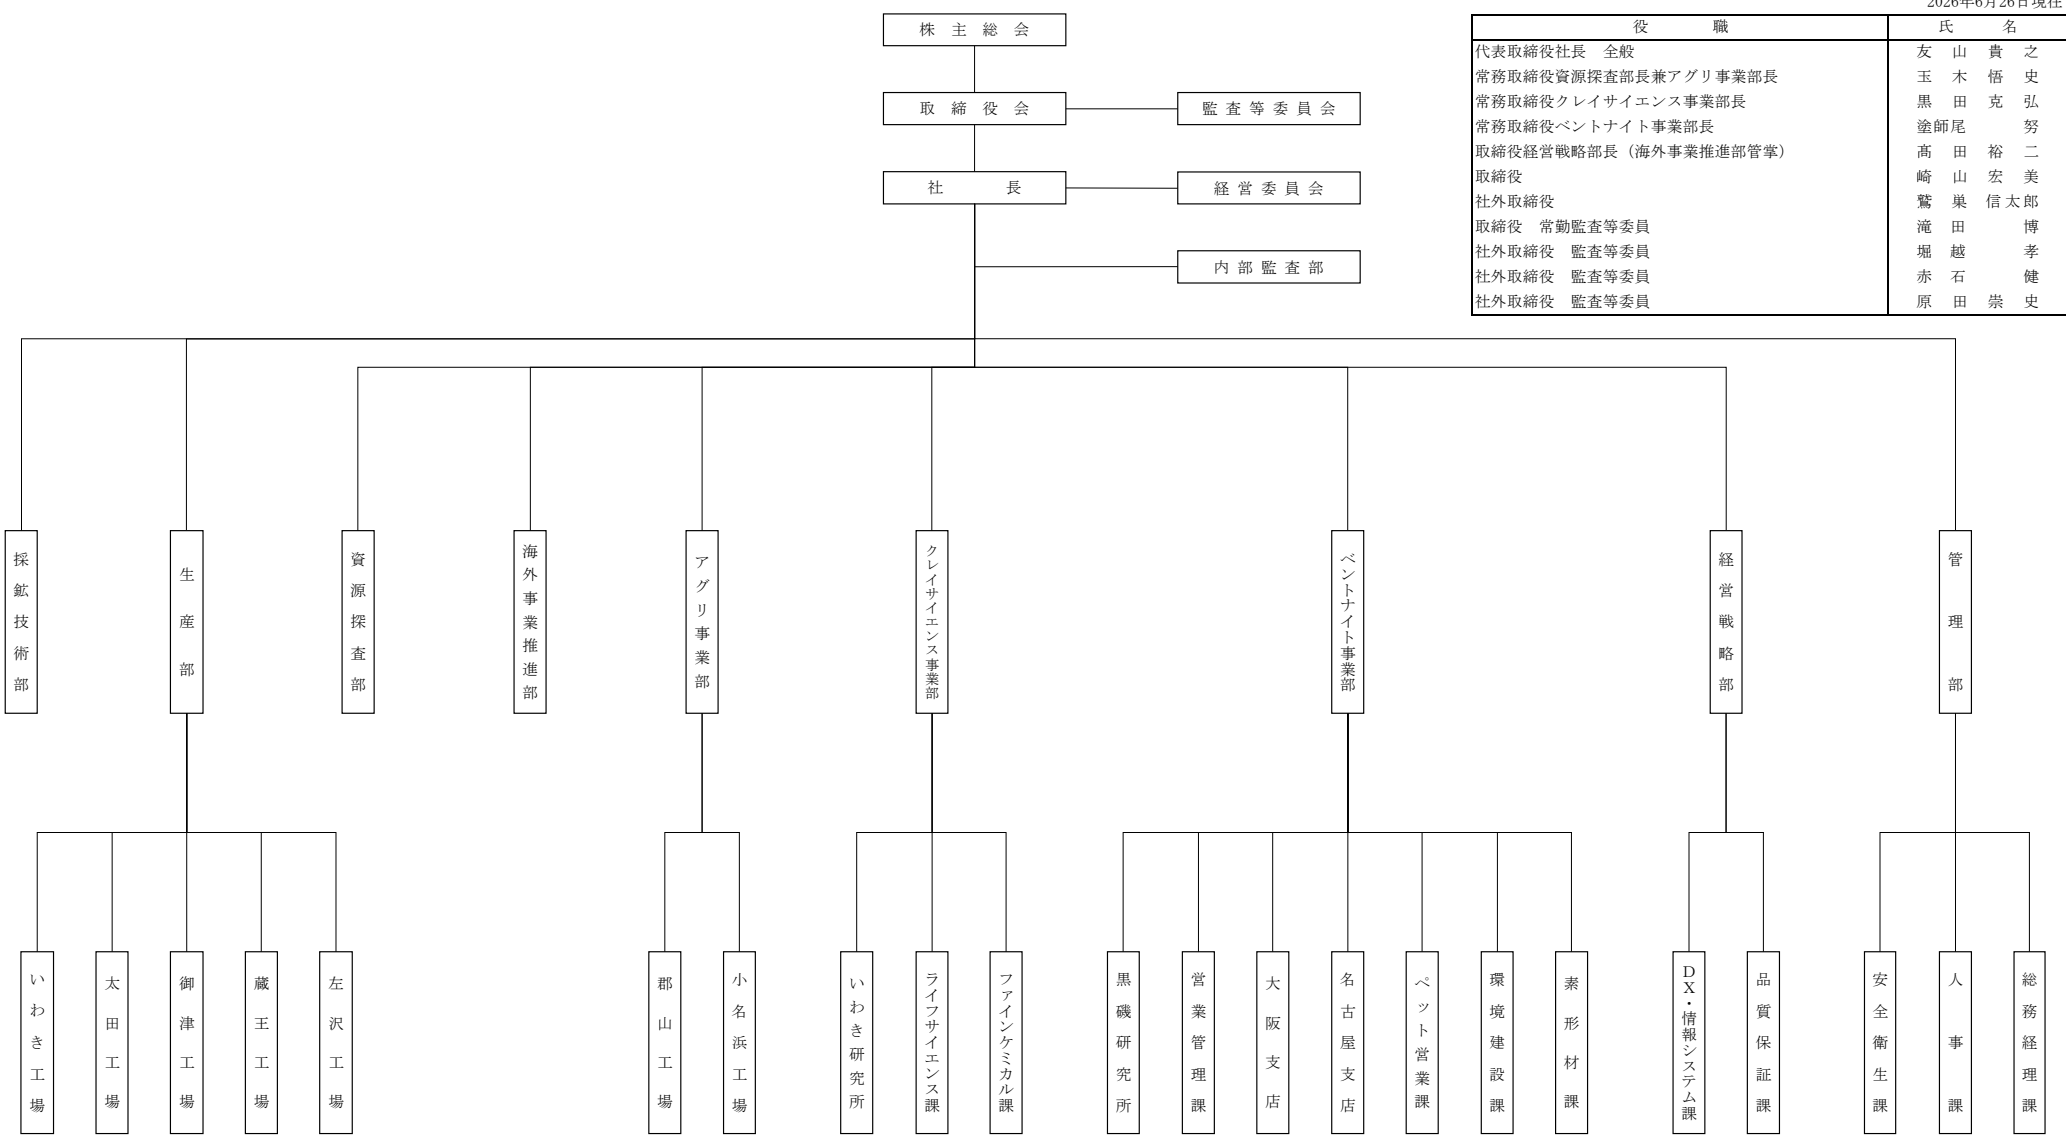 2026年6月26日現在
株主総会
取締役会
監査等委員会
社長
経営委員会
内部監査部
役職 氏名
代表取締役社長 全般 友山貴之
常務取締役資源探査部長兼アグリ事業部長 玉木悟史
常務取締役クレイサイエンス事業部長 黒田克弘
常務取締役ベントナイト事業部長 塗師尾努
取締役経営戦略部長（海外事業推進部管掌） 髙田裕二
取締役 崎山宏美
社外取締役 鷲巣信太郎
取締役 常勤監査等委員 滝田博
社外取締役 監査等委員 堀越孝
社外取締役 監査等委員 赤石健
社外取締役 監査等委員 原田崇史
採鉱技術部
生産部
資源探査部
海外事業推進部
アグリ事業部
クレイサイエンス事業部
ベントナイト事業部
経営戦略部
管理部
いわき工場
太田工場
御津工場
蔵王工場
左沢工場
郡山工場
小名浜工場
いわき研究所
ライフサイエンス課
ファインケミカル課
黒磯研究所
営業管理課
大阪支店
名古屋支店
ペット営業課
環境建設課
素形材課
DX・情報システム課
品質保証課
安全衛生課
人事課
総務経理課